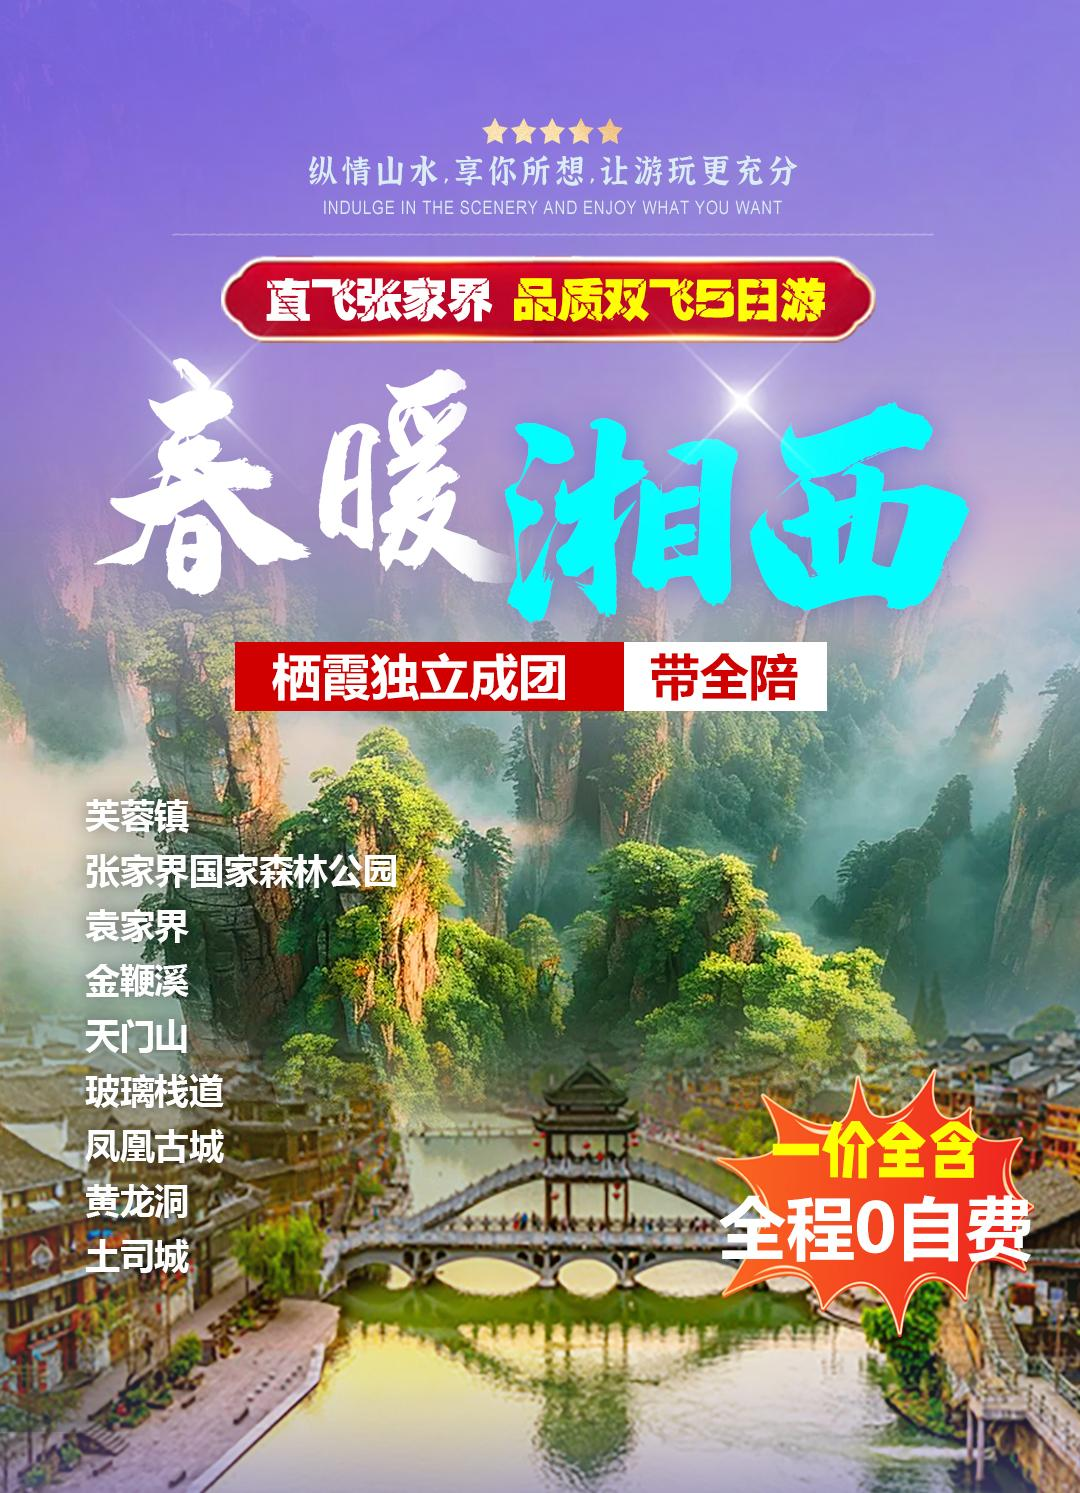 纵情山水,享你所想,让游玩更充分
INDULGE IN THE SCENERY AND ENJOY WHAT YOU WANT
直飞张家界 品质双飞5日游
春暖湘西
栖霞独立成团 带全陪
芙蓉镇
张家界国家森林公园
袁家界
金鞭溪
天门山
玻璃栈道
凤凰古城
黄龙洞
土司城
一价全含
全程0自费